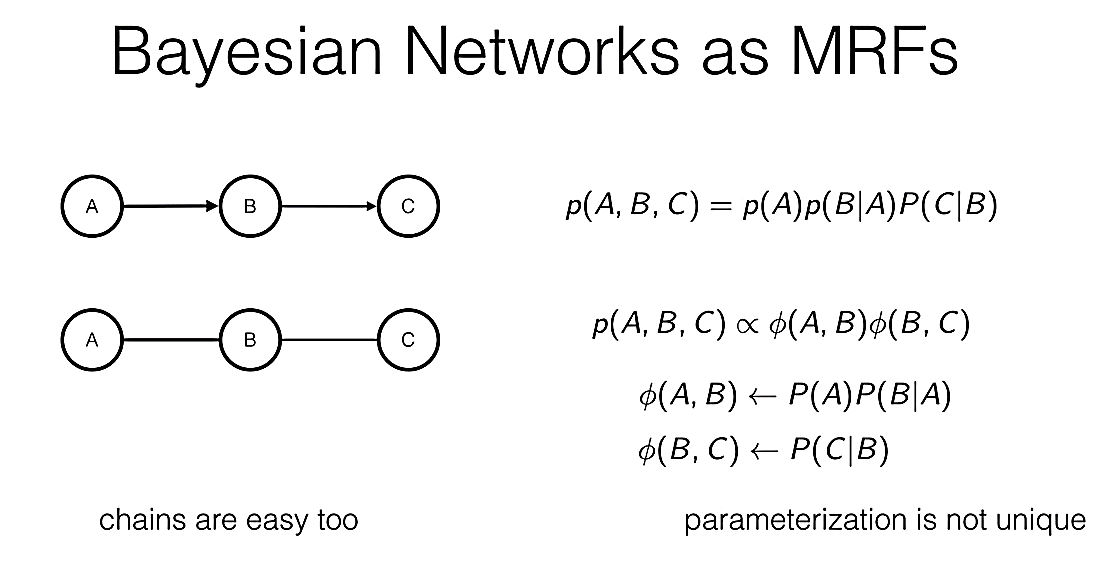 Bayesian Networks as MRFs
A B C
p(A, B, C) = p(A)p(B|A)P(C|B)
A B C
p(A, B, C) ∝ ϕ(A, B)ϕ(B, C)
ϕ(A, B) ← P(A)P(B|A)
ϕ(B, C) ← P(C|B)
chains are easy too
parameterization is not unique